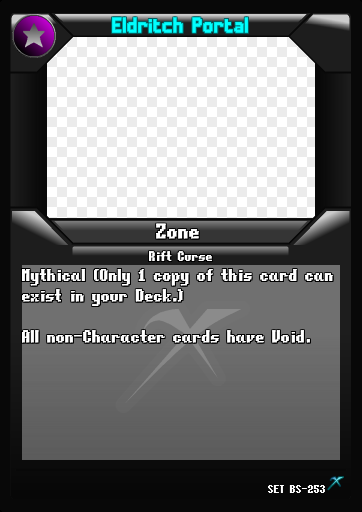 Eldritch Portal
Zone
Rift Curse
Mythical (Only 1 copy of this card can
exist in your Deck.)
All non-Character cards have Void.
SET BS-253